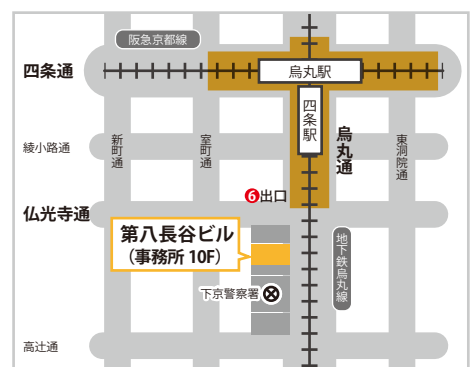 阪急京都線
四条通
烏丸駅
四条駅
烏丸通
綾小路通
新町通
室町通
東洞院通
6出口
仏光寺通
第八長谷ビル
（事務所 10F）
地下鉄烏丸線
下京警察署
高辻通